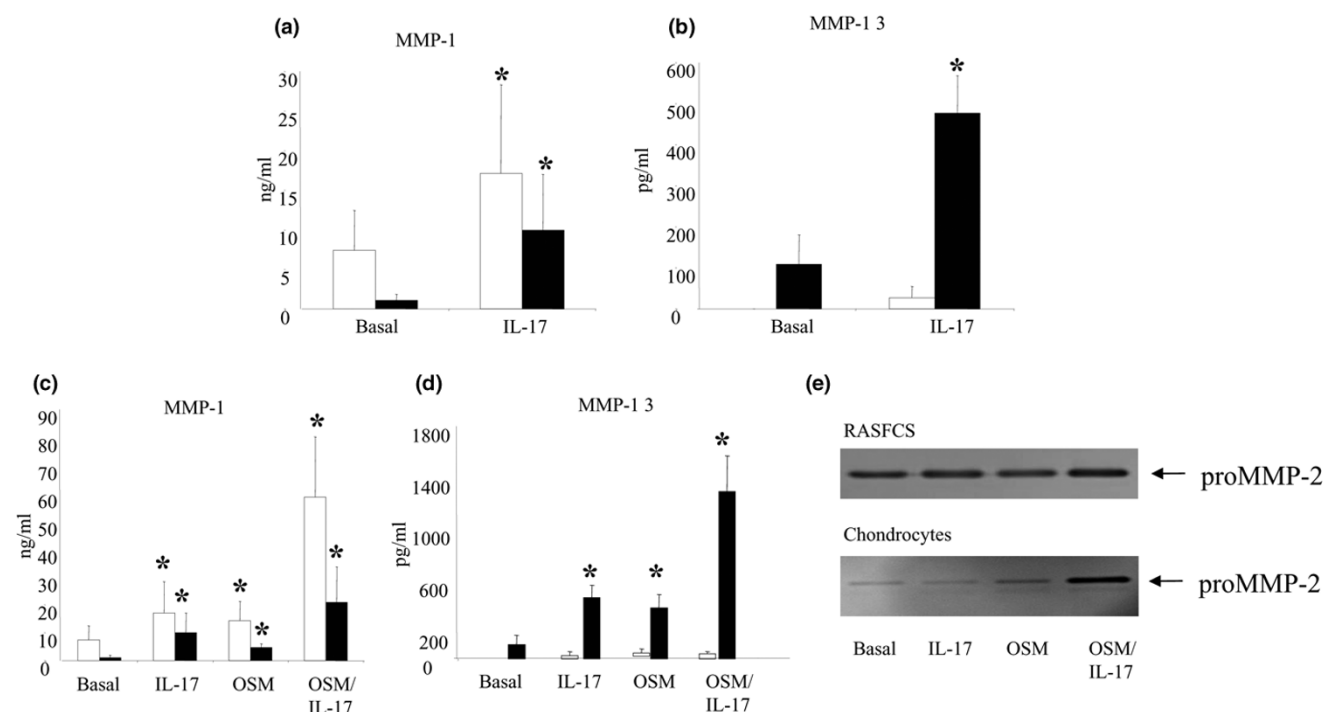 (a)
MMP-1
30
25
20
15
10
5
0
ng/ml
*
*
Basal
IL-17
(b)
MMP-1 3
600
500
400
300
200
100
0
pg/ml
*
Basal
IL-17
(c)
MMP-1
90
80
70
60
50
40
30
20
10
0
ng/ml
*
*
*
*
*
*
Basal
IL-17
OSM
OSM/
IL-17
(d)
MMP-1 3
1800
1400
1000
600
200
0
pg/ml
*
*
*
Basal
IL-17
OSM
OSM/
IL-17
(e)
RASFCS
proMMP-2
Chondrocytes
proMMP-2
Basal
IL-17
OSM
OSM/
IL-17